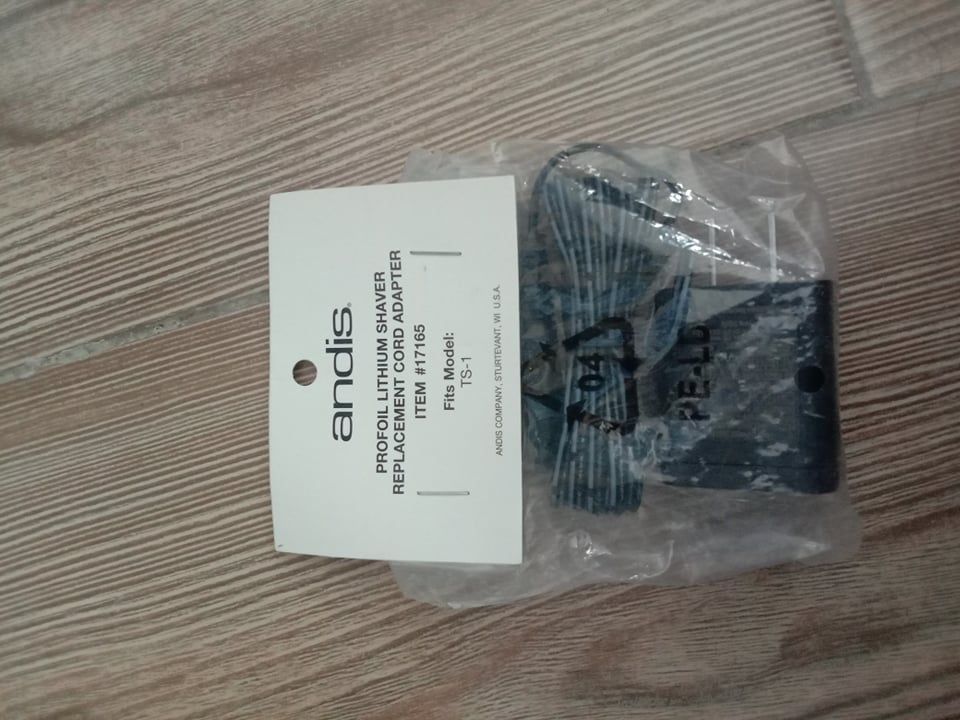 andis®
PROFOIL LITHIUM SHAVER
REPLACEMENT CORD ADAPTER
ITEM #17165
Fits Model:
TS-1
ANDIS COMPANY, STURTEVANT, WI U.S.A.
04
PE-LD